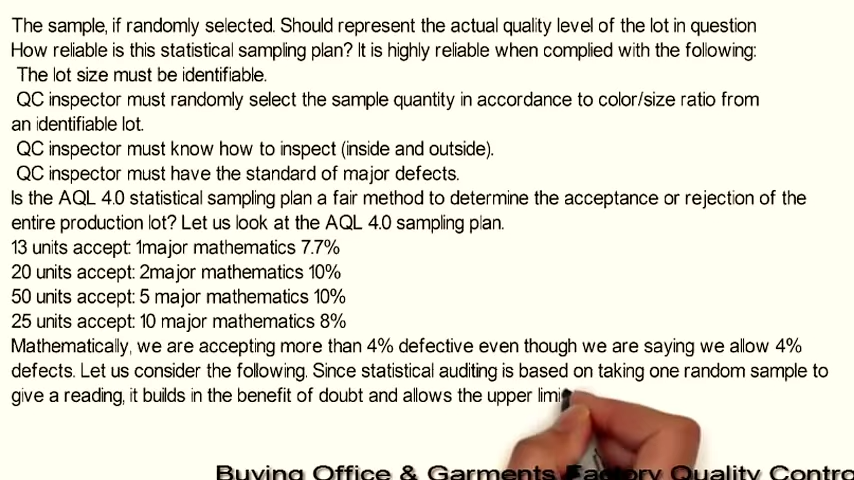 The sample, if randomly selected. Should represent the actual quality level of the lot in question
How reliable is this statistical sampling plan? It is highly reliable when complied with the following:
The lot size must be identifiable.
QC inspector must randomly select the sample quantity in accordance to color/size ratio from
an identifiable lot.
QC inspector must know how to inspect (inside and outside).
QC inspector must have the standard of major defects.
Is the AQL 4.0 statistical sampling plan a fair method to determine the acceptance or rejection of the
entire production lot? Let us look at the AQL 4.0 sampling plan.
13 units accept: 1major mathematics 7.7%
20 units accept: 2major mathematics 10%
50 units accept: 5 major mathematics 10%
25 units accept: 10 major mathematics 8%
Mathematically, we are accepting more than 4% defective even though we are saying we allow 4%
defects. Let us consider the following. Since statistical auditing is based on taking one random sample to
give a reading, it builds in the benefit of doubt and allows the upper limi
Buying Office & Garments Factory Quality Contro